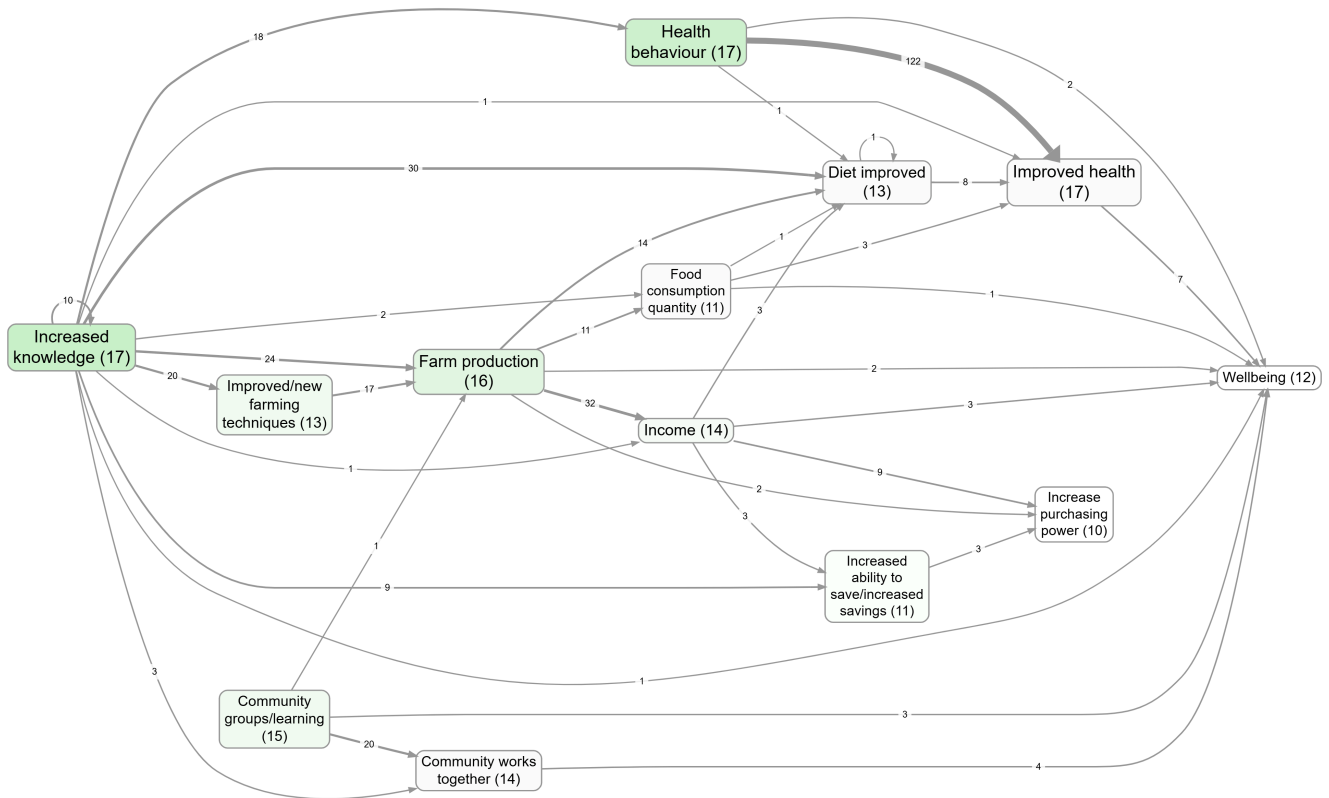 Health
behaviour (17)
18
122
2
1
1
1
30
Diet improved
(13)
8
Improved health
(17)
14
1
3
7
Food
consumption
quantity (11)
10
2
1
3
11
Increased
knowledge (17)
24
Farm production
(16)
2
Wellbeing (12)
20
Improved/new
farming
techniques (13)
17
32
3
Income (14)
1
9
2
Increase
purchasing
power (10)
3
1
3
Increased
ability to
save/increased
savings (11)
9
3
1
Community
groups/learning
(15)
3
20
Community works
together (14)
4